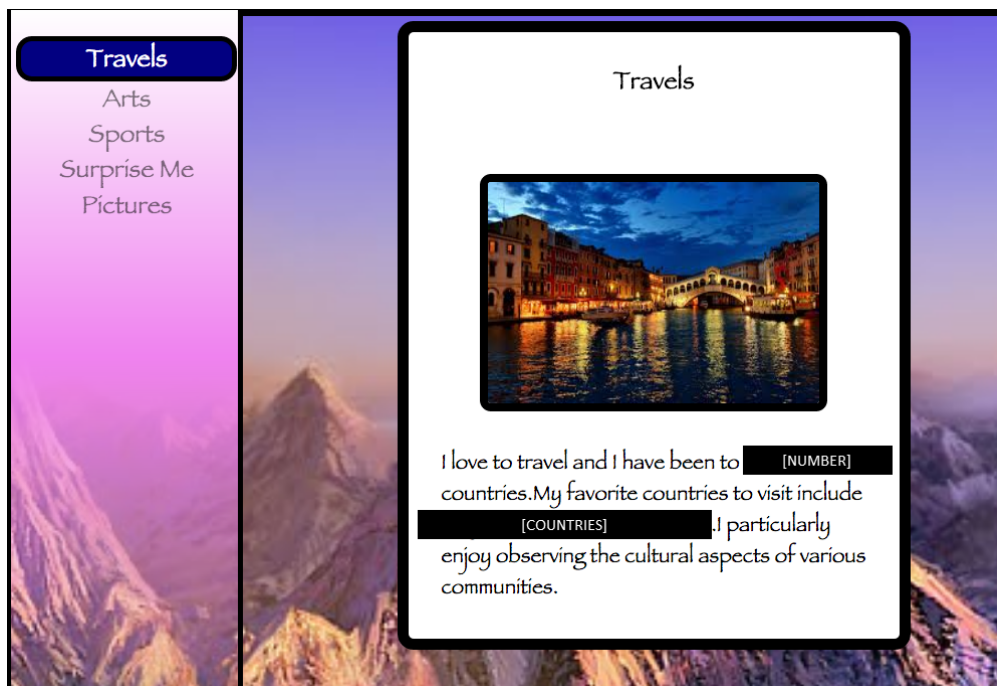 Travels
Arts
Sports
Surprise Me
Pictures
Travels
I love to travel and I have been to [NUMBER]
countries.My favorite countries to visit include
[COUNTRIES] .I particularly
enjoy observing the cultural aspects of various
communities.